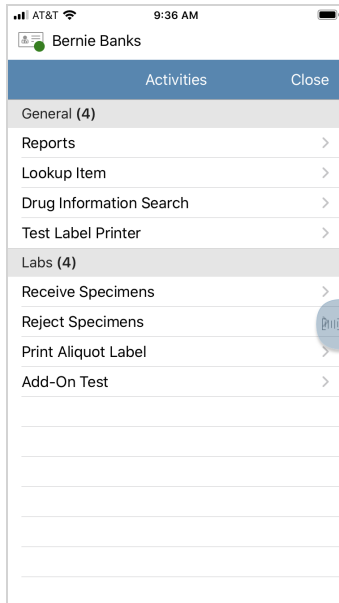 AT&T 9:36 AM
Bernie Banks
Activities Close
General (4)
Reports
Lookup Item
Drug Information Search
Test Label Printer
Labs (4)
Receive Specimens
Reject Specimens
Print Aliquot Label
Add-On Test